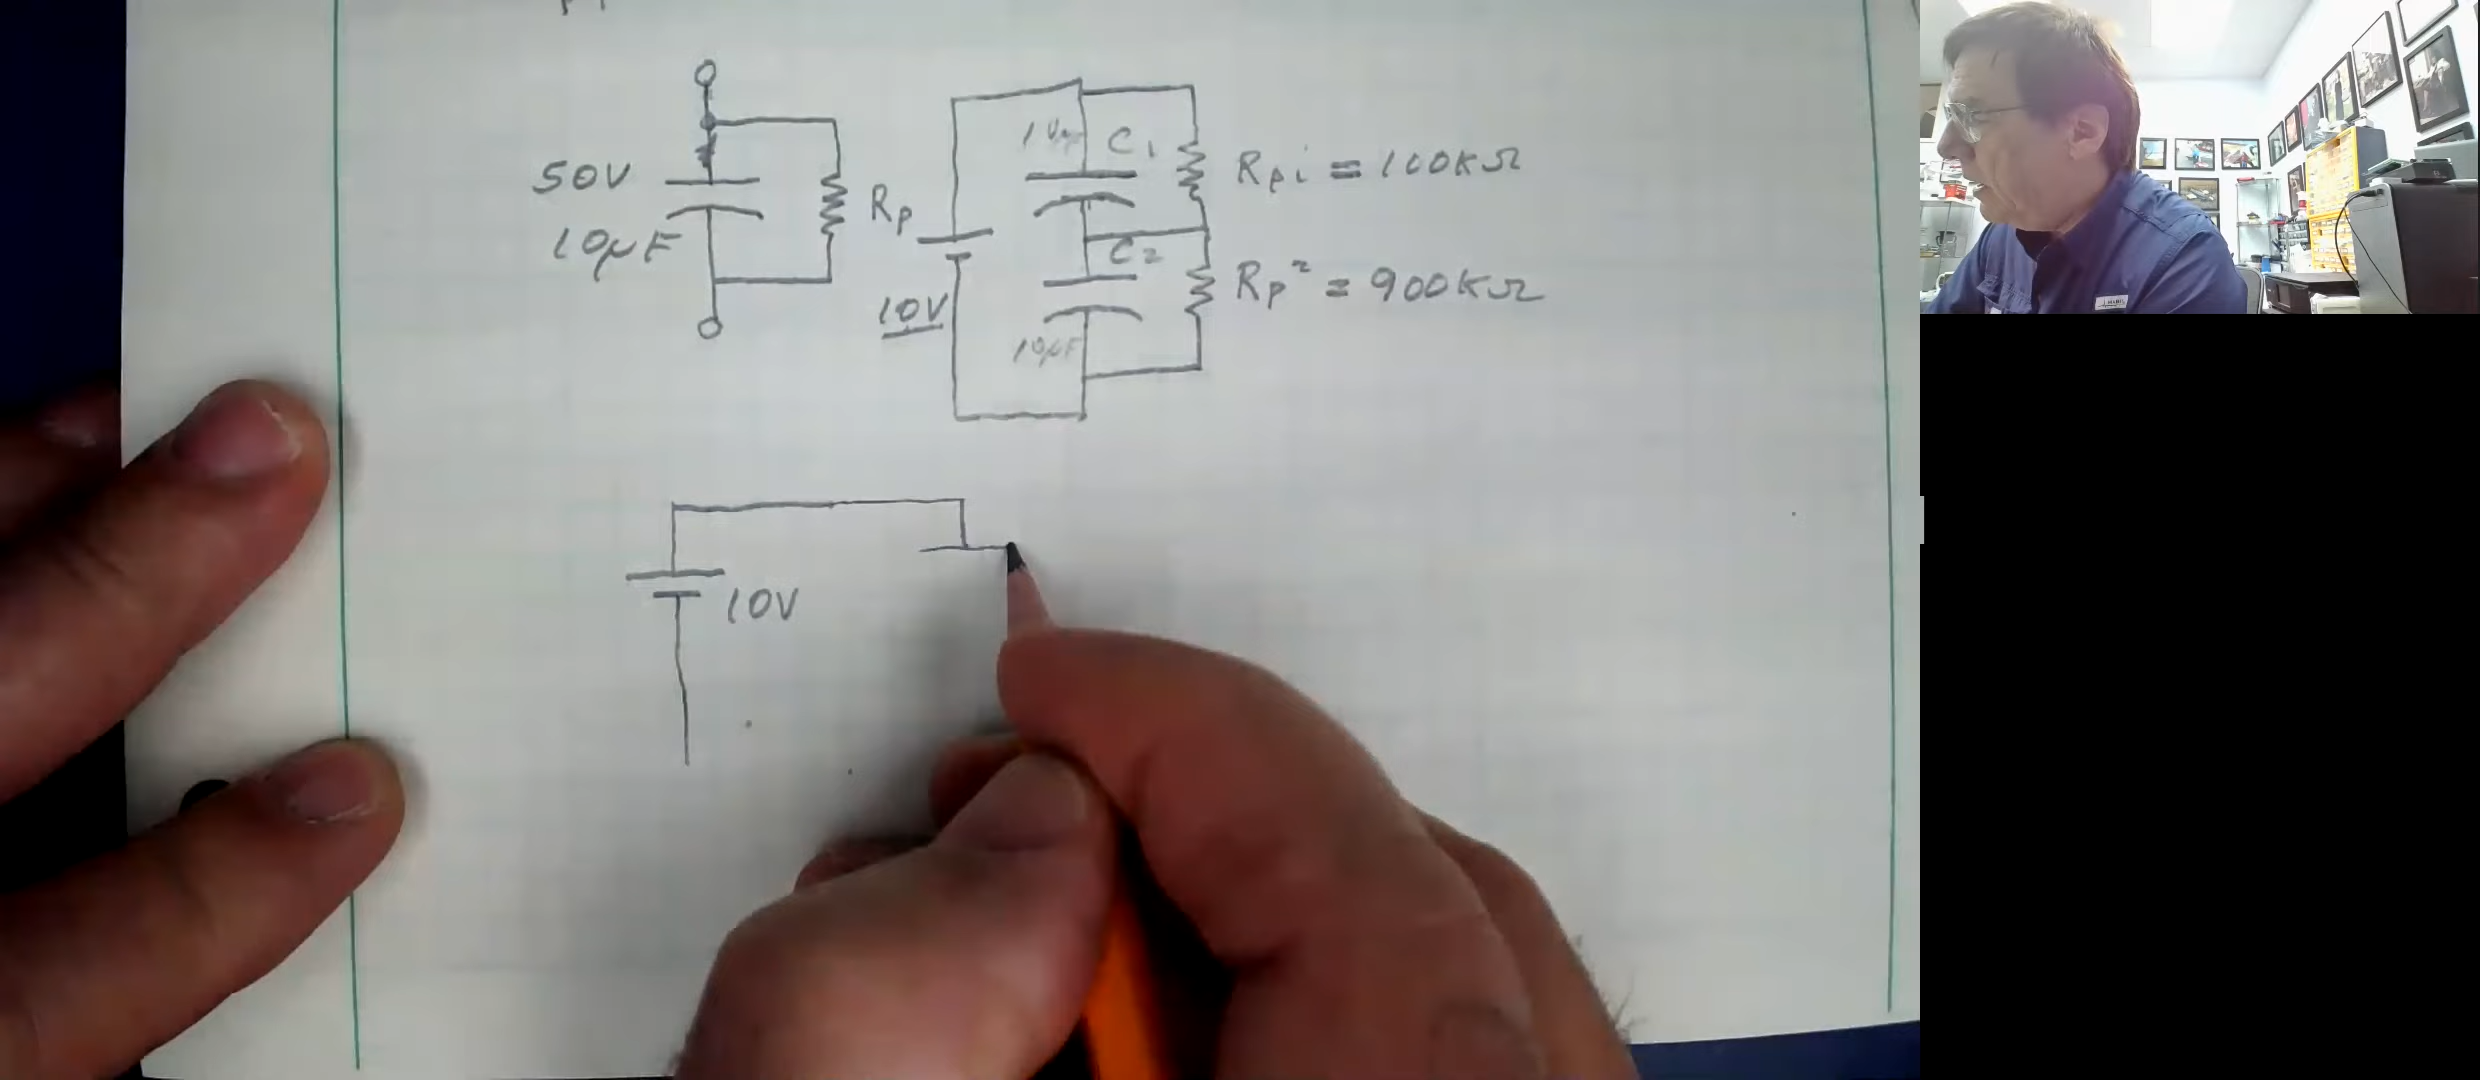 50V
10µF
Rp
10V
C1
Rp1 = 100KΩ
C2
Rp2 = 900KΩ
10µF
10V